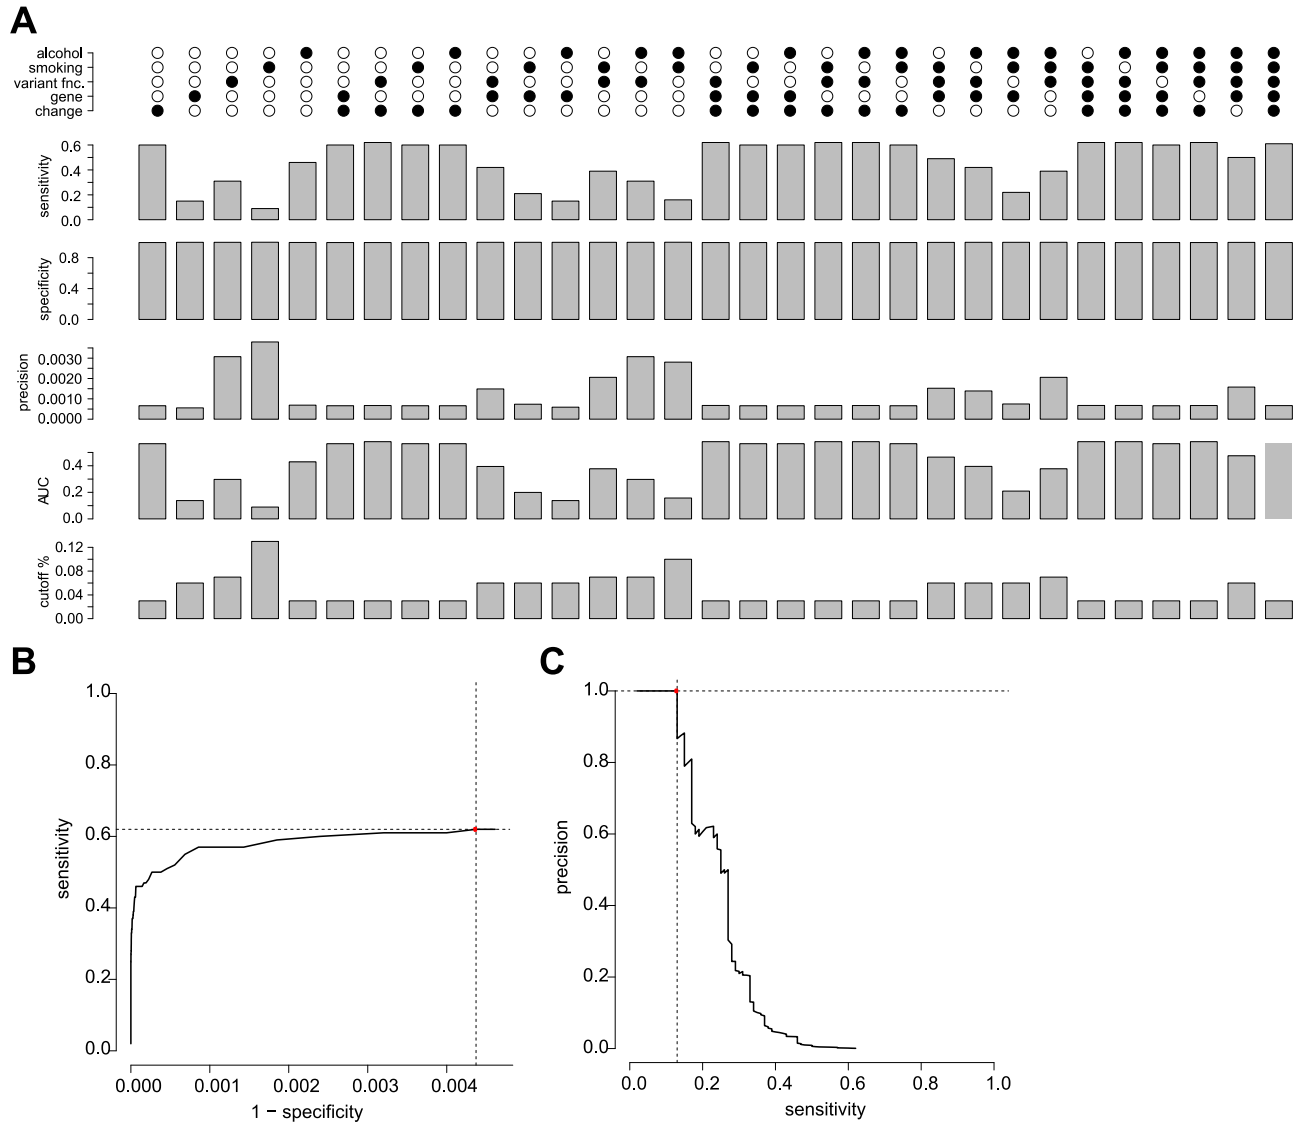 A
alcohol
smoking
variant fnc.
gene
change
sensitivity
0.6
0.4
0.2
0.0
specificity
0.8
0.4
0.0
precision
0.0030
0.0020
0.0010
0.0000
AUC
0.4
0.2
0.0
cutoff %
0.12
0.08
0.04
0.00
B
sensitivity
1.0
0.8
0.6
0.4
0.2
0.0
0.000 0.001 0.002 0.003 0.004
1 − specificity
C
precision
1.0
0.8
0.6
0.4
0.2
0.0
0.0 0.2 0.4 0.6 0.8 1.0
sensitivity